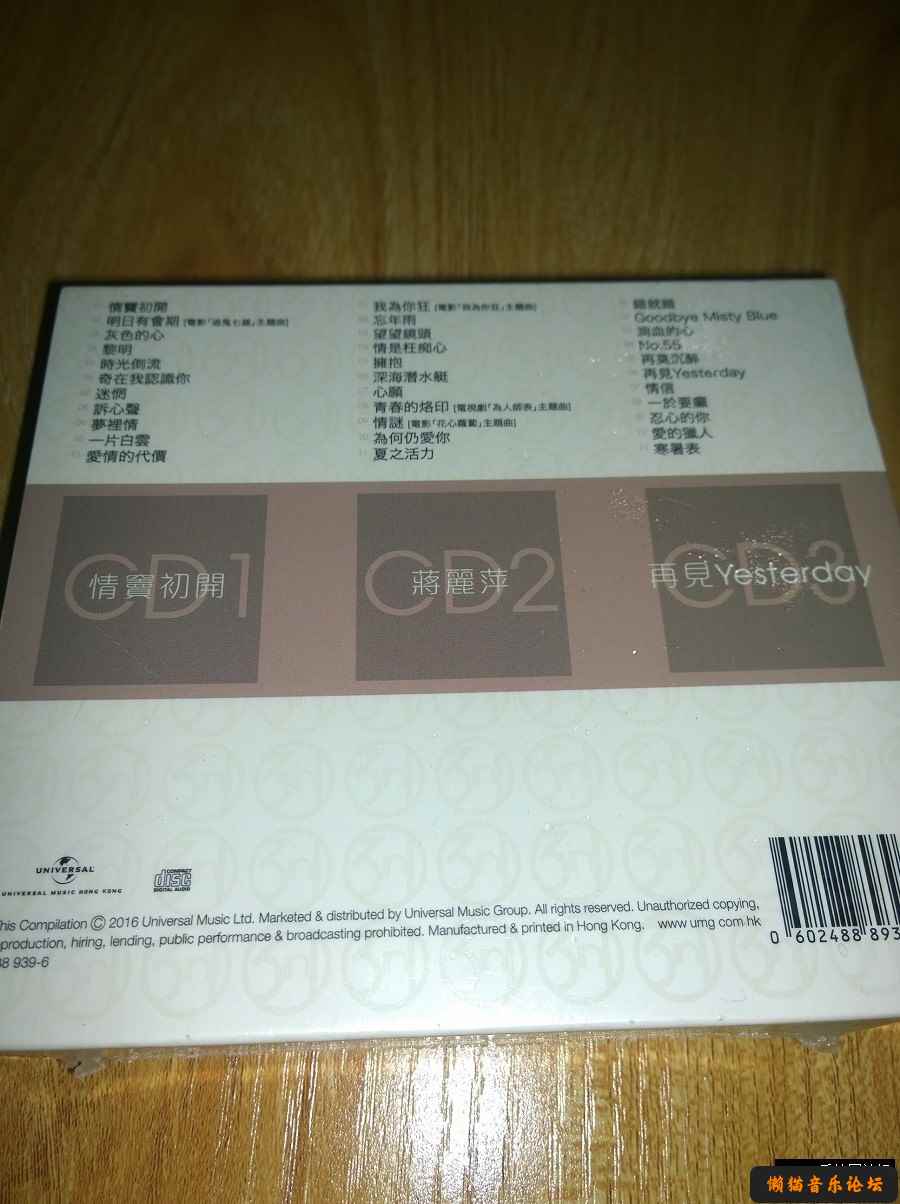 情竇初開
明日有會期 [電影「追鬼七雄」主題曲]
灰色的心
黎明
時光倒流
奇在我認識你
迷惘
訴心聲
夢裡情
一片白雲
愛情的代價
我為你狂 [電影「我為你狂」主題曲]
忘年雨
望望鏡頭
情是枉痴心
擁抱
深海潛水艇
心願
青春的烙印 [電視劇「為人師表」主題曲]
情謎 [電影「花心蘿蔔」主題曲]
為何仍愛你
夏之活力
錯就錯
Goodbye Misty Blue
滴血的心
No.55
再莫沉醉
再見Yesterday
情信
一於要癲
忍心的你
愛的獵人
寒暑表
CD1
情竇初開
CD2
蔣麗萍
CD3
再見Yesterday
UNIVERSAL
UNIVERSAL MUSIC HONG KONG
COMPACT
disc
DIGITAL AUDIO
This Compilation © 2016 Universal Music Ltd. Marketed & distributed by Universal Music Group. All rights reserved. Unauthorized copying,
production, hiring, lending, public performance & broadcasting prohibited. Manufactured & printed in Hong Kong. www.umg.com.hk
88 939-6
0 602488 893
懒猫音乐论坛